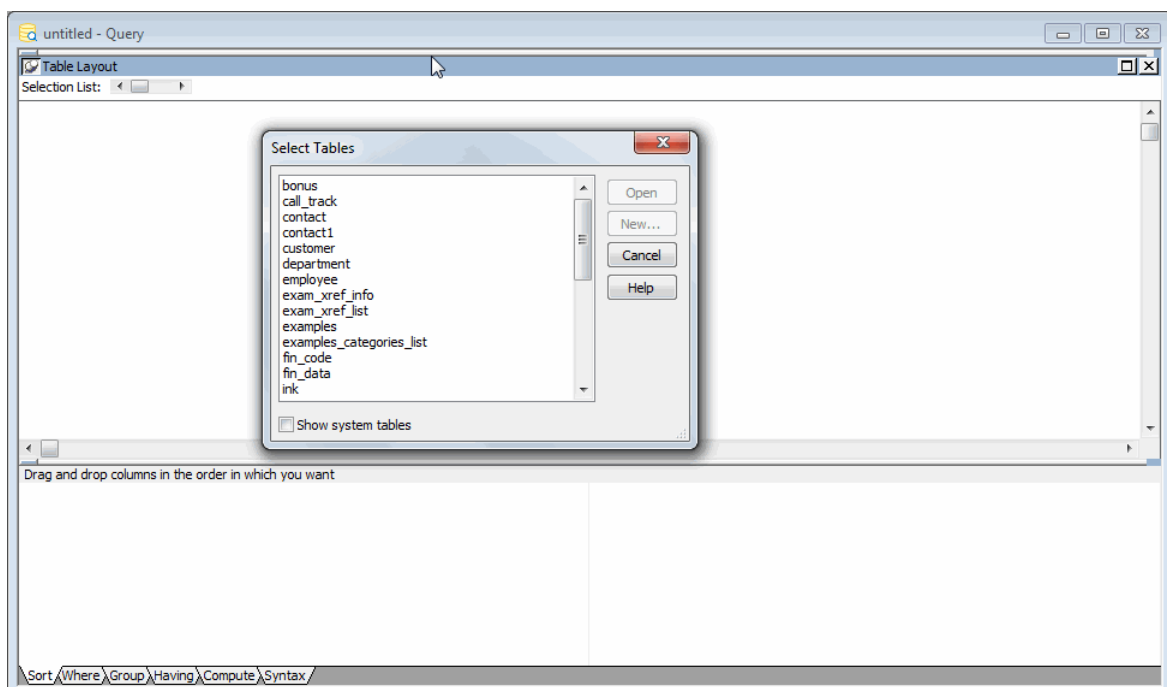 untitled - Query
Table Layout
Selection List:
Select Tables
bonus
call_track
contact
contact1
customer
department
employee
exam_xref_info
exam_xref_list
examples
examples_categories_list
fin_code
fin_data
ink
Open
New...
Cancel
Help
Show system tables
Drag and drop columns in the order in which you want
Sort Where Group Having Compute Syntax